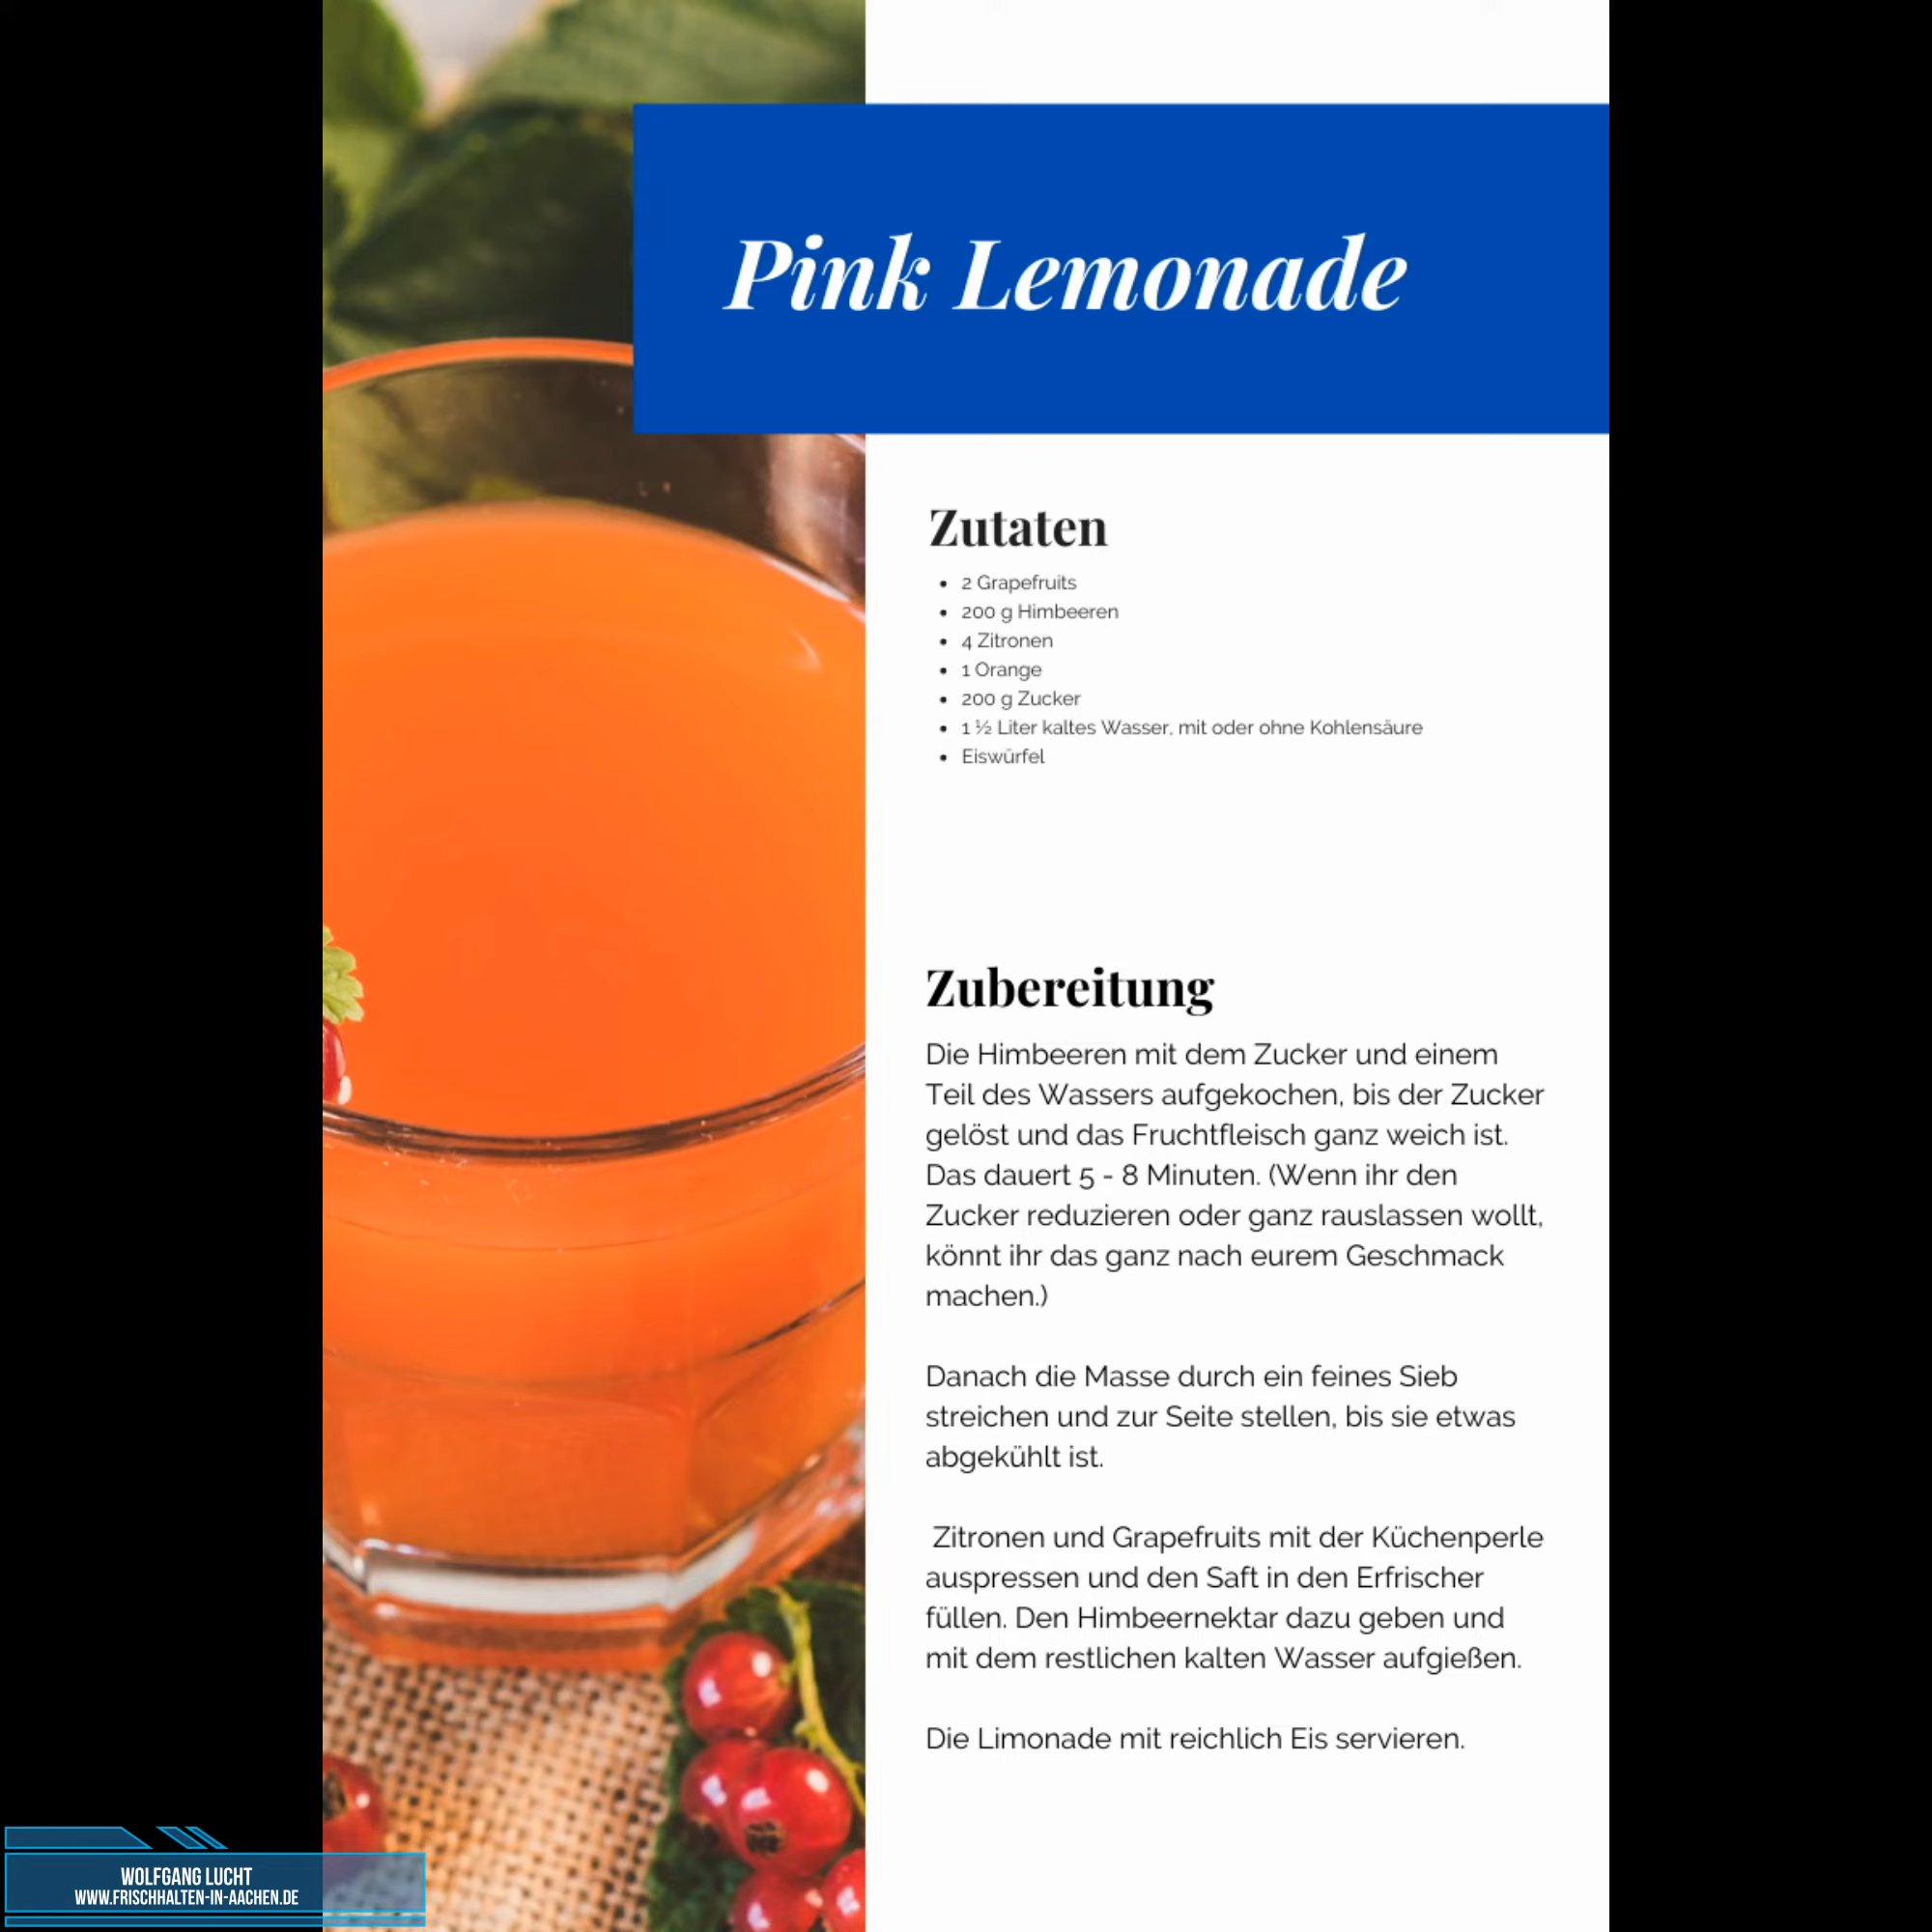 Pink Lemonade
Zutaten
• 2 Grapefruits
• 200 g Himbeeren
• 4 Zitronen
• 1 Orange
• 200 g Zucker
• 1 ½ Liter kaltes Wasser, mit oder ohne Kohlensäure
• Eiswürfel
Zubereitung
Die Himbeeren mit dem Zucker und einem
Teil des Wassers aufgekochen, bis der Zucker
gelöst und das Fruchtfleisch ganz weich ist.
Das dauert 5 - 8 Minuten. (Wenn ihr den
Zucker reduzieren oder ganz rauslassen wollt,
könnt ihr das ganz nach eurem Geschmack
machen.)
Danach die Masse durch ein feines Sieb
streichen und zur Seite stellen, bis sie etwas
abgekühlt ist.
Zitronen und Grapefruits mit der Küchenperle
auspressen und den Saft in den Erfrischer
füllen. Den Himbeernektar dazu geben und
mit dem restlichen kalten Wasser aufgießen.
Die Limonade mit reichlich Eis servieren.
WOLFGANG LUCHT
WWW.FRISCHHALTEN-IN-AACHEN.DE